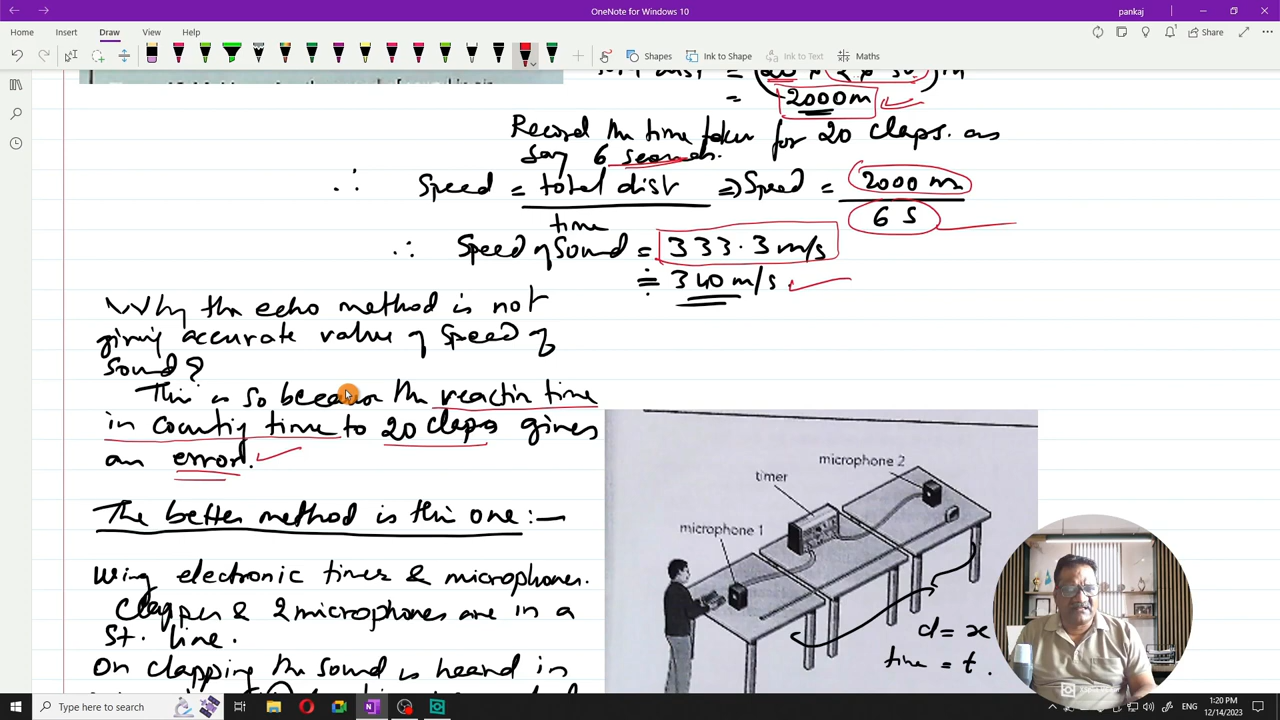 OneNote for Windows 10
pankaj
Home Insert Draw View Help
Shapes Ink to Shape Ink to Text Maths
Share
= 2000m
Record the time taken for 20 claps. as
say 6 seconds.
∴ Speed = total dist / time ⇒ Speed = 2000 m / 6 S
∴ Speed of Sound = 333.3 m/s
≐ 340 m/s
Why the echo method is not
giving accurate value of speed of
sound?
This is so because the reaction time
in counting time to 20 claps gives
an error.
The better method is this one :—
Using electronic timer & microphones.
Clapper & 2 microphones are in a
St. line.
On clapping the sound is heard in
microphone 2
timer
microphone 1
d = x
time = t.
Type here to search
1:20 PM
12/14/2023